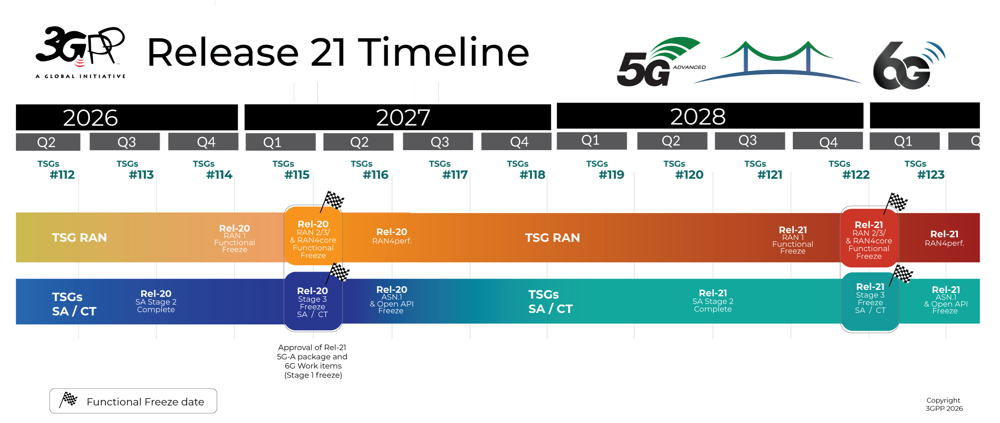 3GPP
™
A GLOBAL INITIATIVE
Release 21 Timeline
5G ADVANCED
6G
™
2026
2027
2028
Q2
Q3
Q4
Q1
Q2
Q3
Q4
Q1
Q2
Q3
Q4
Q1
Q
TSGs
#112
TSGs
#113
TSGs
#114
TSGs
#115
TSGs
#116
TSGs
#117
TSGs
#118
TSGs
#119
TSGs
#120
TSGs
#121
TSGs
#122
TSGs
#123
TSG RAN
Rel-20
RAN 1
Functional
Freeze
Rel-20
RAN 2/3/
& RAN4core
Functional
Freeze
Rel-20
RAN4perf.
TSG RAN
Rel-21
RAN 1
Functional
Freeze
Rel-21
RAN 2/3/
& RAN4core
Functional
Freeze
Rel-21
RAN4perf.
TSGs
SA / CT
Rel-20
SA Stage 2
Complete
Rel-20
Stage 3
Freeze
SA / CT
Rel-20
ASN.1
& Open API
Freeze
TSGs
SA / CT
Rel-21
SA Stage 2
Complete
Rel-21
Stage 3
Freeze
SA / CT
Rel-21
ASN.1
& Open API
Freeze
Approval of Rel-21
5G-A package and
6G Work items
(Stage 1 freeze)
Functional Freeze date
Copyright
3GPP 2026